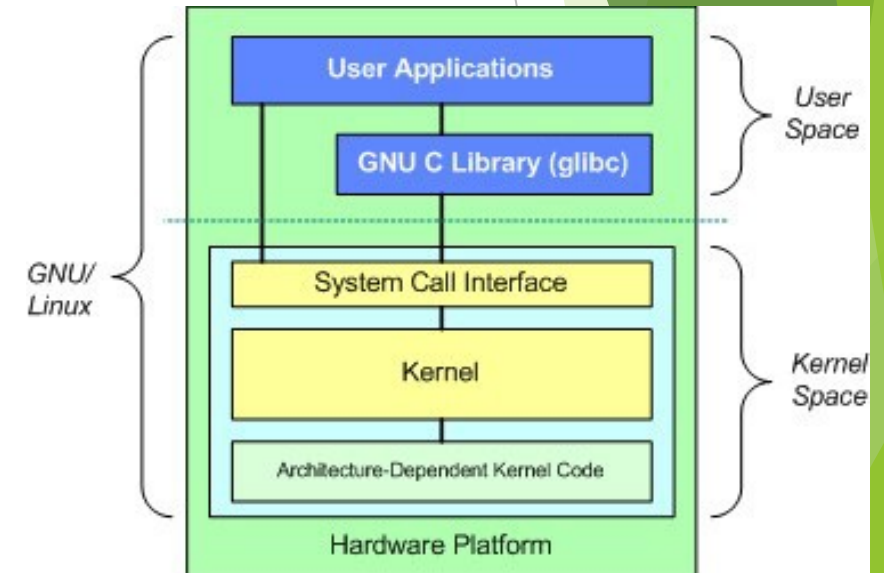 User Applications
User
Space
GNU C Library (glibc)
GNU/
Linux
System Call Interface
Kernel
Kernel
Space
Architecture-Dependent Kernel Code
Hardware Platform